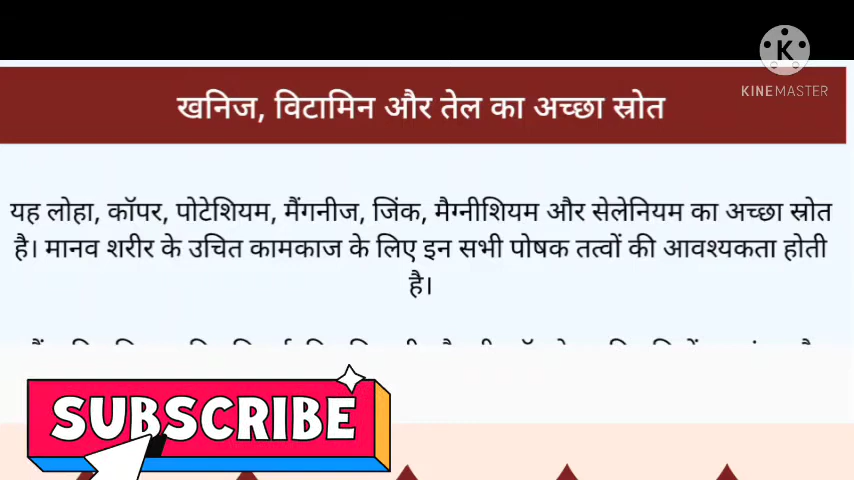 KINEMASTER
खनिज, विटामिन और तेल का अच्छा स्रोत
यह लोहा, कॉपर, पोटेशियम, मैंगनीज, जिंक, मैग्नीशियम और सेलेनियम का अच्छा स्रोत
है। मानव शरीर के उचित कामकाज के लिए इन सभी पोषक तत्वों की आवश्यकता होती
है।
SUBSCRIBE